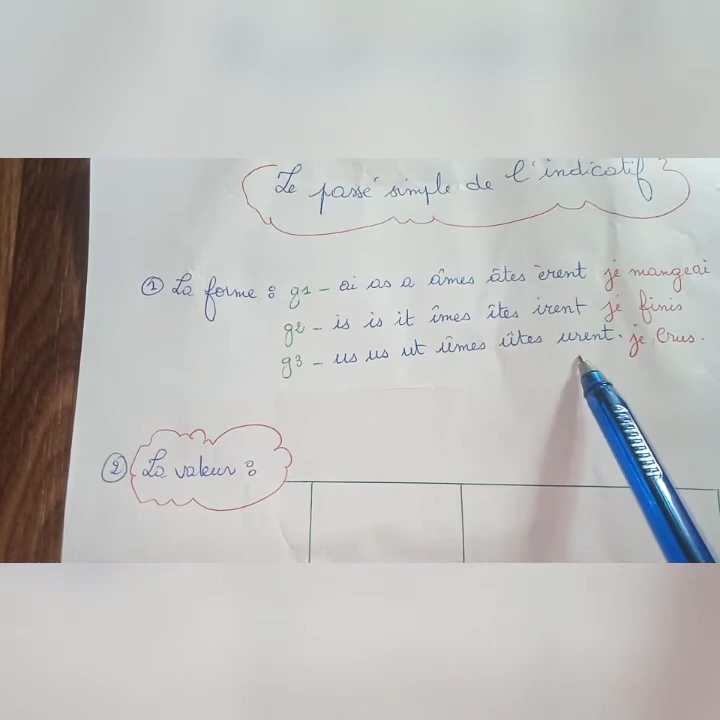 Le passé simple de l'indicatif
① La forme : g1 - ai as a âmes âtes èrent je mangeai
g2 - is is it îmes îtes irent je finis
g3 - us us ut ûmes ûtes urent. je crus.
② La valeur :